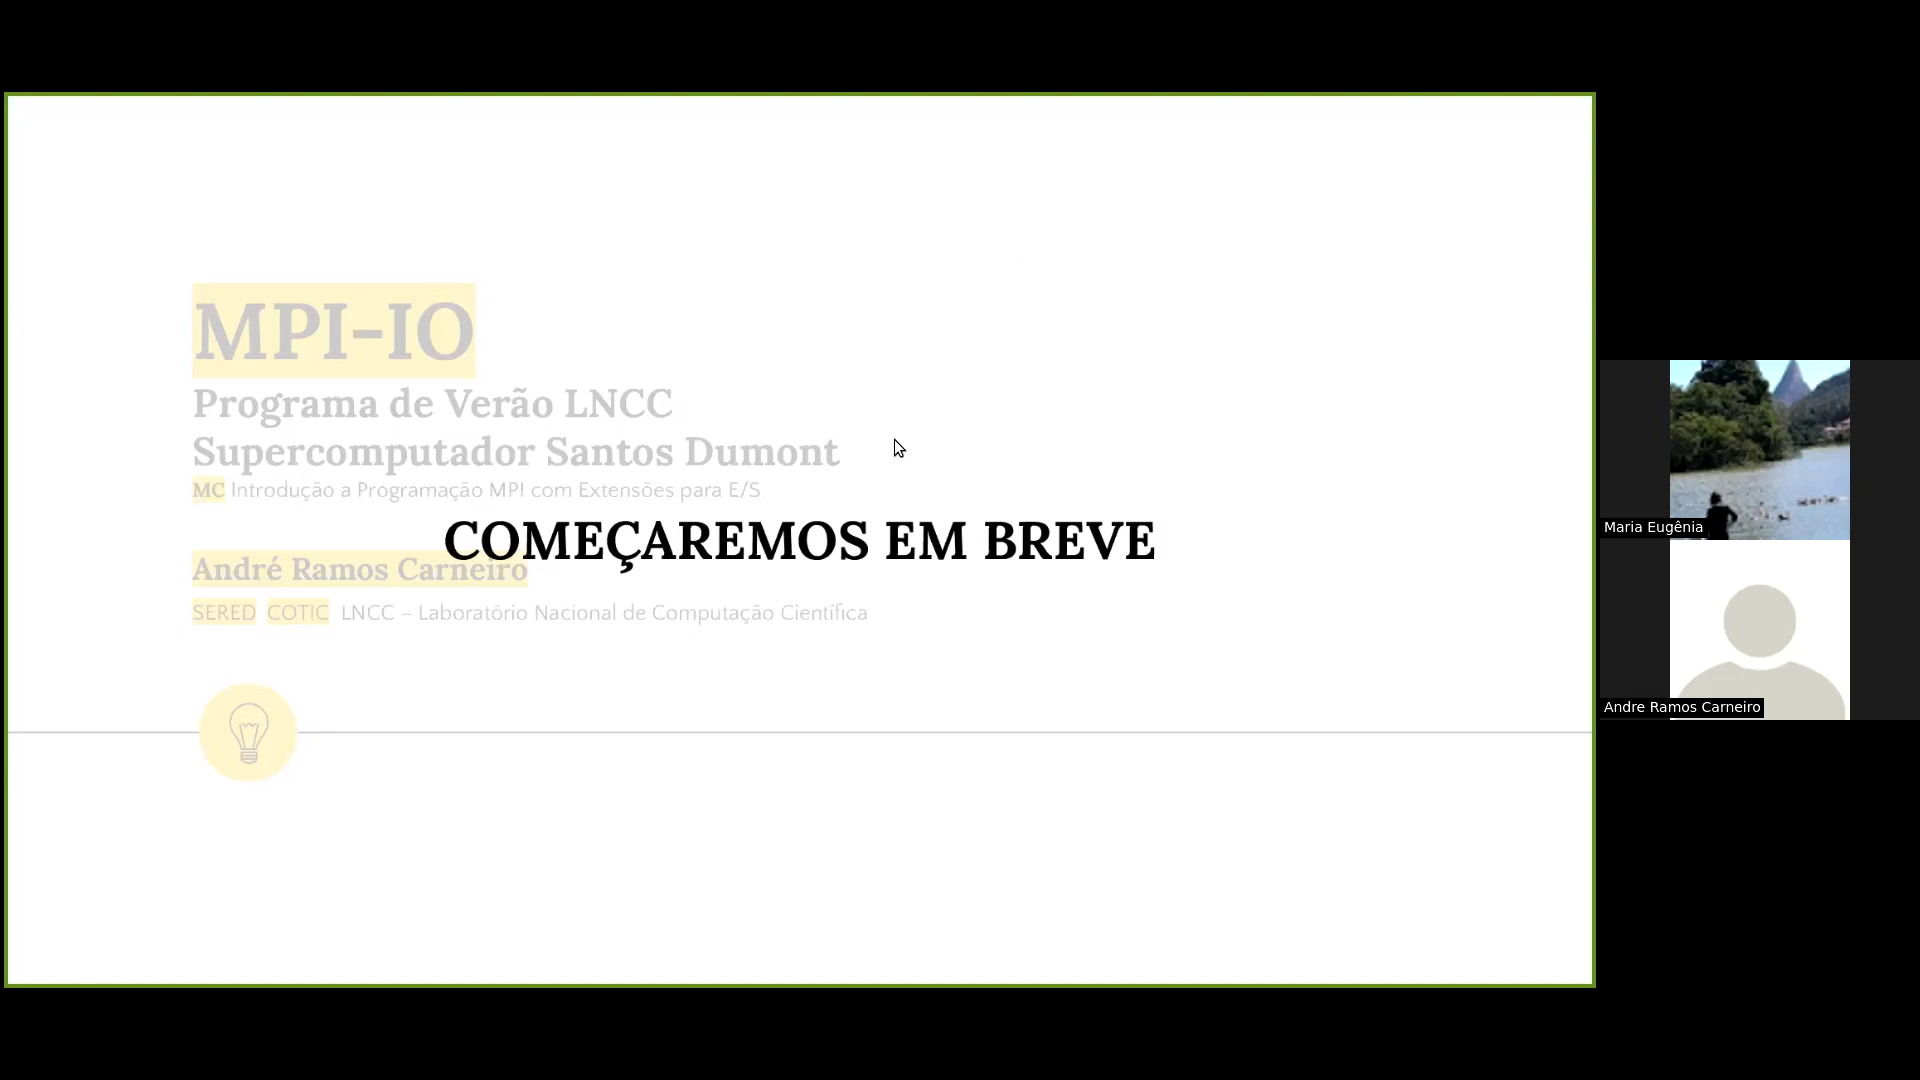 MPI-IO
Programa de Verão LNCC
Supercomputador Santos Dumont
MC Introdução a Programação MPI com Extensões para E/S
COMEÇAREMOS EM BREVE
André Ramos Carneiro
SERED COTIC LNCC – Laboratório Nacional de Computação Científica
Maria Eugênia
Andre Ramos Carneiro